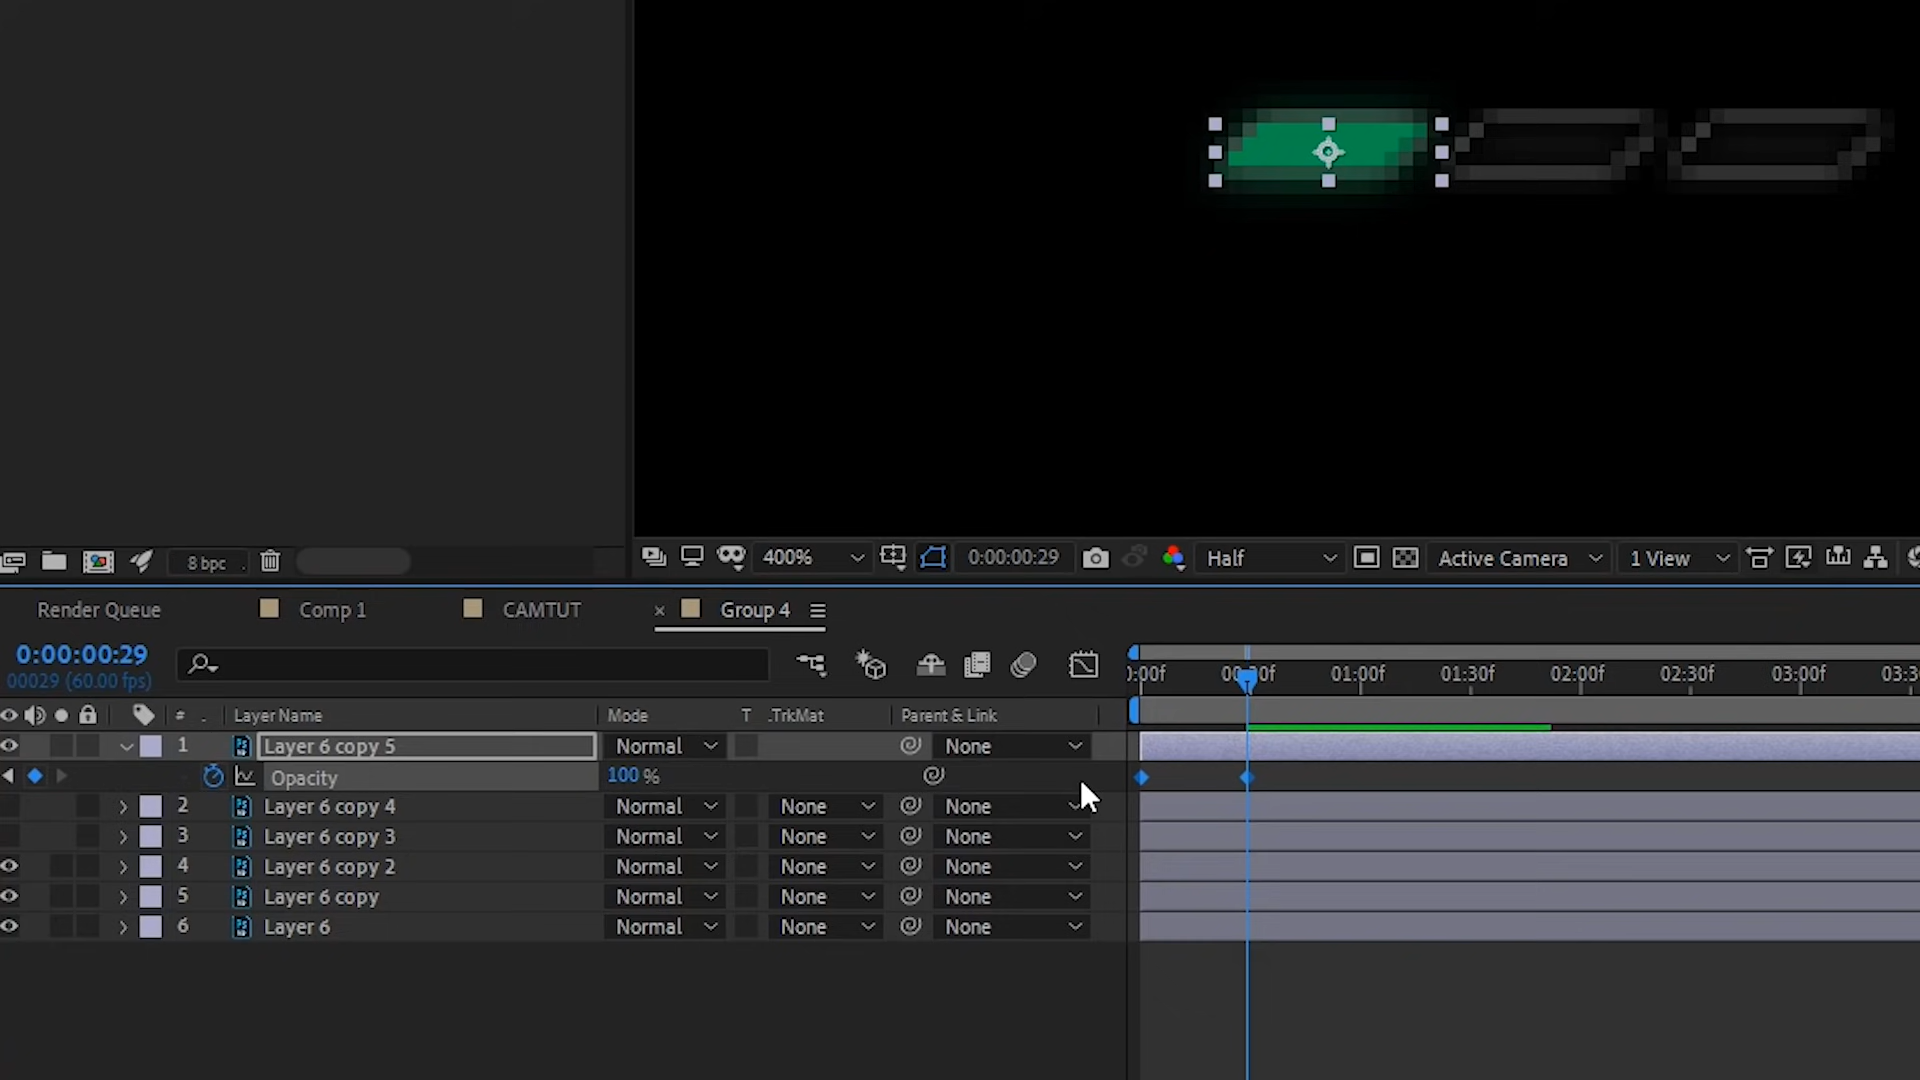 8 bpc
400% 0:00:00:29 Half Active Camera 1 View
Render Queue Comp 1 CAMTUT × Group 4
0:00:00:29
00029 (60.00 fps)
:00f 01:00f 01:30f 02:00f 02:30f 03:00f
# Layer Name Mode T .TrkMat Parent & Link
1 Layer 6 copy 5 Normal None
Opacity 100 %
2 Layer 6 copy 4 Normal None None
3 Layer 6 copy 3 Normal None None
4 Layer 6 copy 2 Normal None None
5 Layer 6 copy Normal None None
6 Layer 6 Normal None None